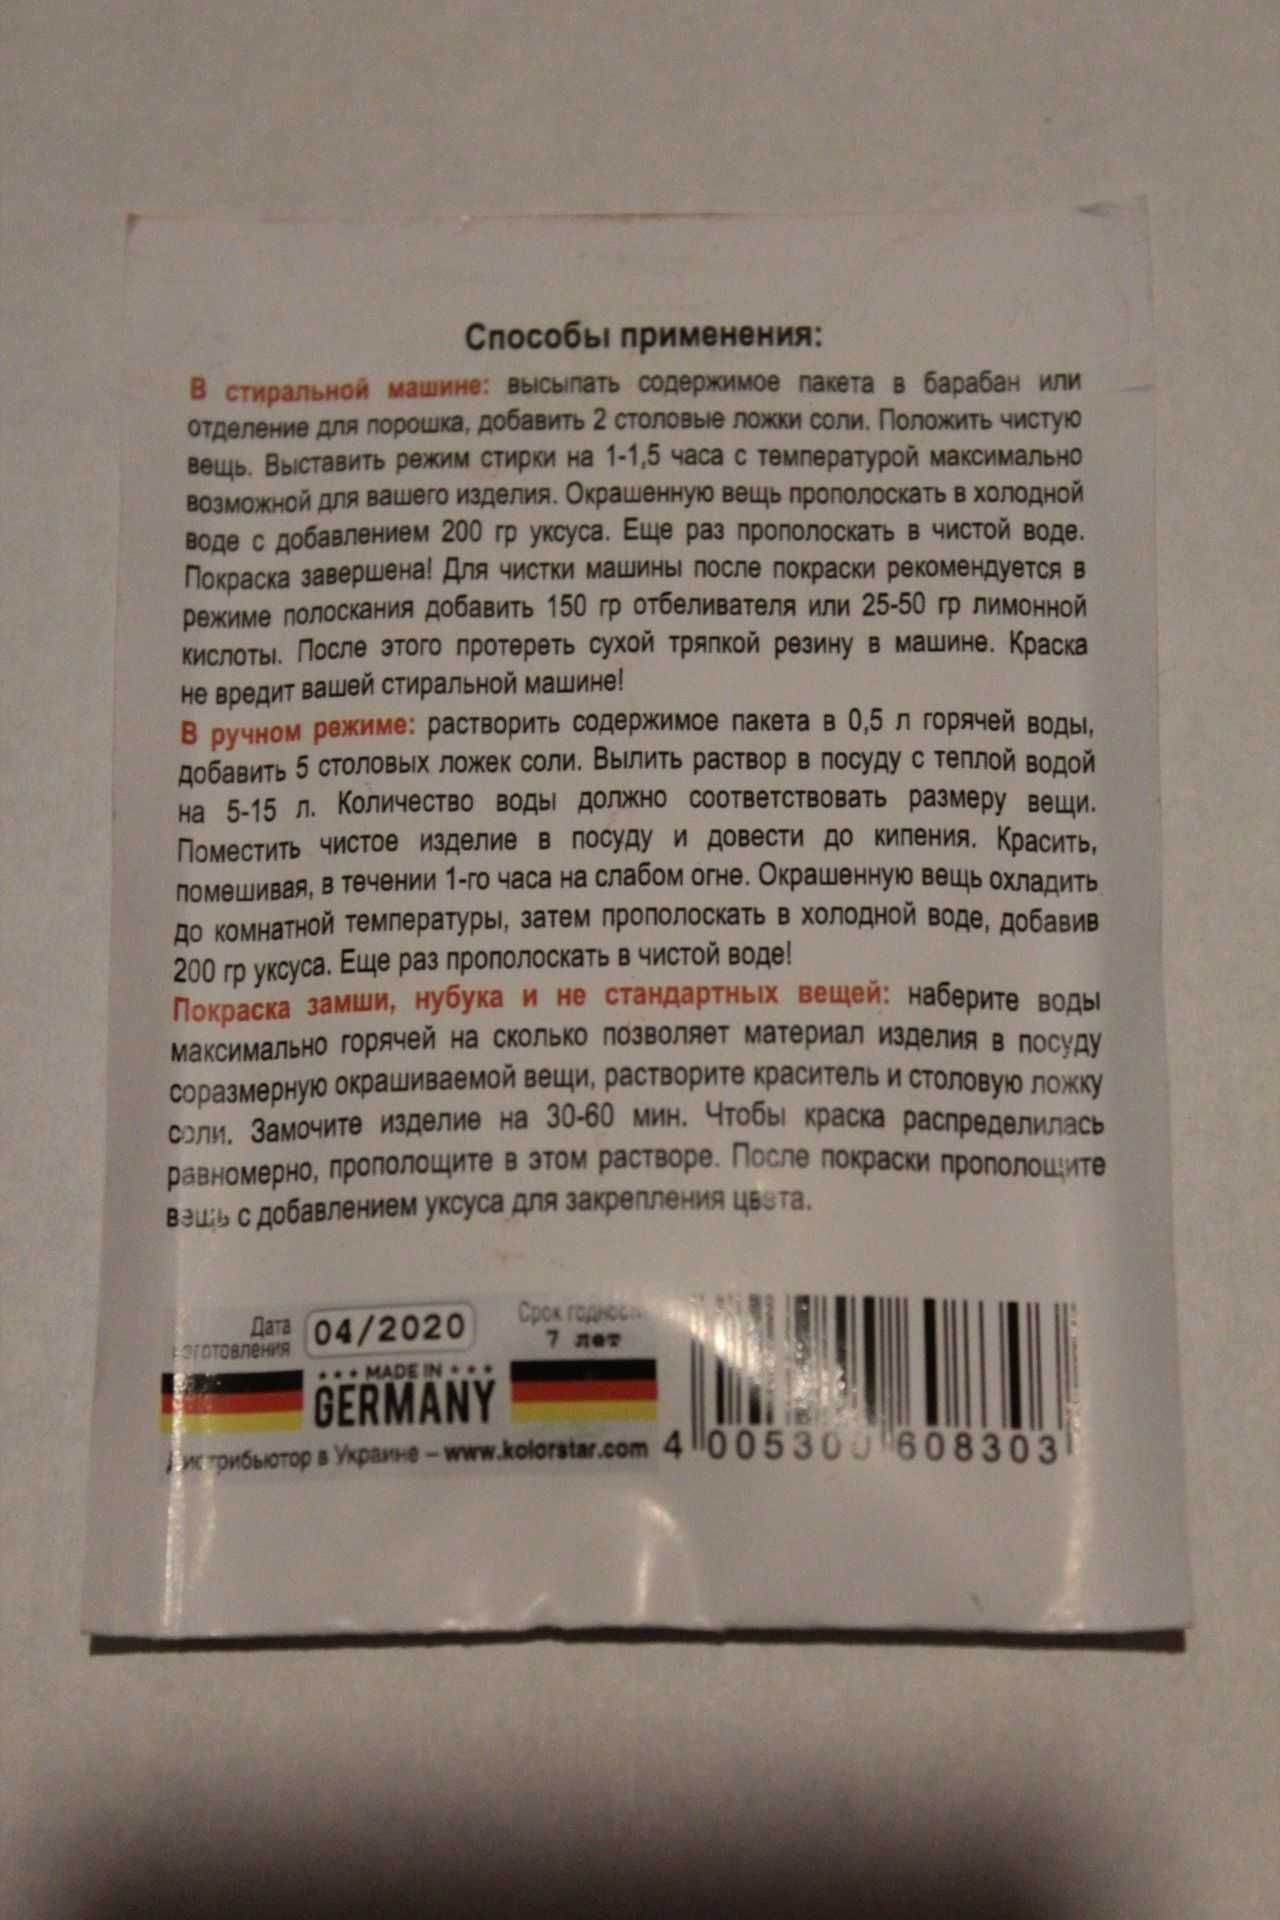 Способы применения:
В стиральной машине: высыпать содержимое пакета в барабан или
отделение для порошка, добавить 2 столовые ложки соли. Положить чистую
вещь. Выставить режим стирки на 1-1,5 часа с температурой максимально
возможной для вашего изделия. Окрашенную вещь прополоскать в холодной
воде с добавлением 200 гр уксуса. Еще раз прополоскать в чистой воде.
Покраска завершена! Для чистки машины после покраски рекомендуется в
режиме полоскания добавить 150 гр отбеливателя или 25-50 гр лимонной
кислоты. После этого протереть сухой тряпкой резину в машине. Краска
не вредит вашей стиральной машине!
В ручном режиме: растворить содержимое пакета в 0,5 л горячей воды,
добавить 5 столовых ложек соли. Вылить раствор в посуду с теплой водой
на 5-15 л. Количество воды должно соответствовать размеру вещи.
Поместить чистое изделие в посуду и довести до кипения. Красить,
помешивая, в течении 1-го часа на слабом огне. Окрашенную вещь охладить
до комнатной температуры, затем прополоскать в холодной воде, добавив
200 гр уксуса. Еще раз прополоскать в чистой воде!
Покраска замши, нубука и не стандартных вещей: наберите воды
максимально горячей на сколько позволяет материал изделия в посуду
соразмерную окрашиваемой вещи, растворите краситель и столовую ложку
соли. Замочите изделие на 30-60 мин. Чтобы краска распределилась
равномерно, прополощите в этом растворе. После покраски прополощите
вещь с добавлением уксуса для закрепления цвета.
Дата
изготовления
04/2020
Срок годности
7 лет
MADE IN
GERMANY
Дистрибьютор в Украине – www.kolorstar.com
4 005300 608303